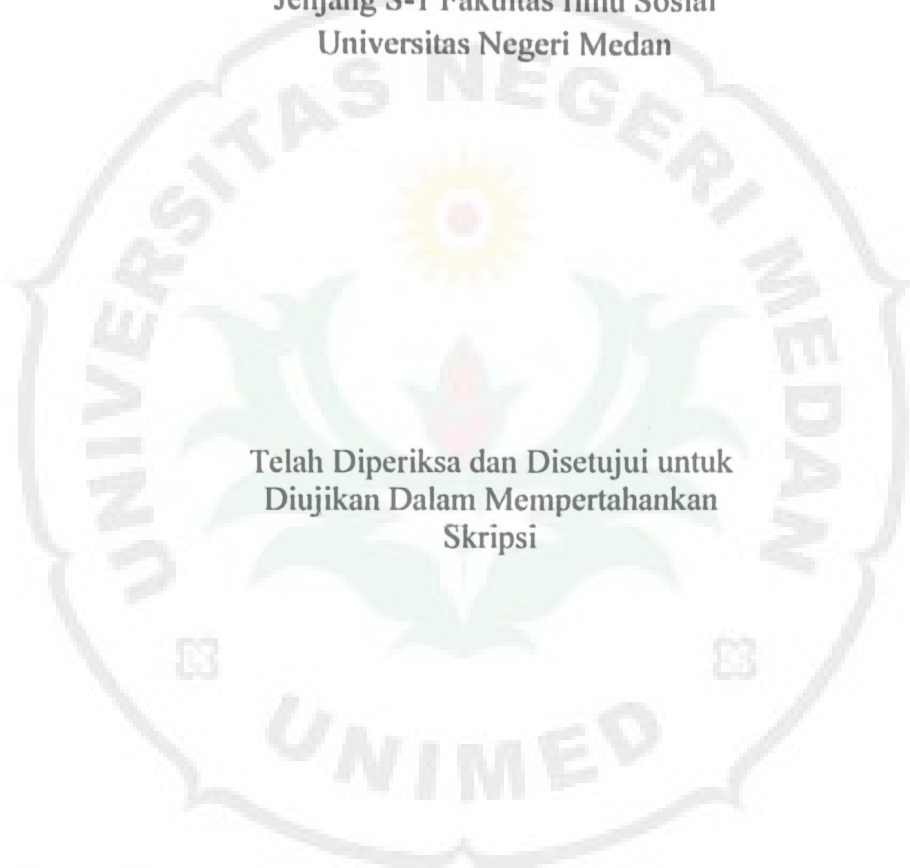 Jenjang S-1 Fakultas Ilmu Sosial
Universitas Negeri Medan
UNIVERSITAS NEGERI MEDAN
Telah Diperiksa dan Disetujui untuk
Diujikan Dalam Mempertahankan
Skripsi
UNIMED